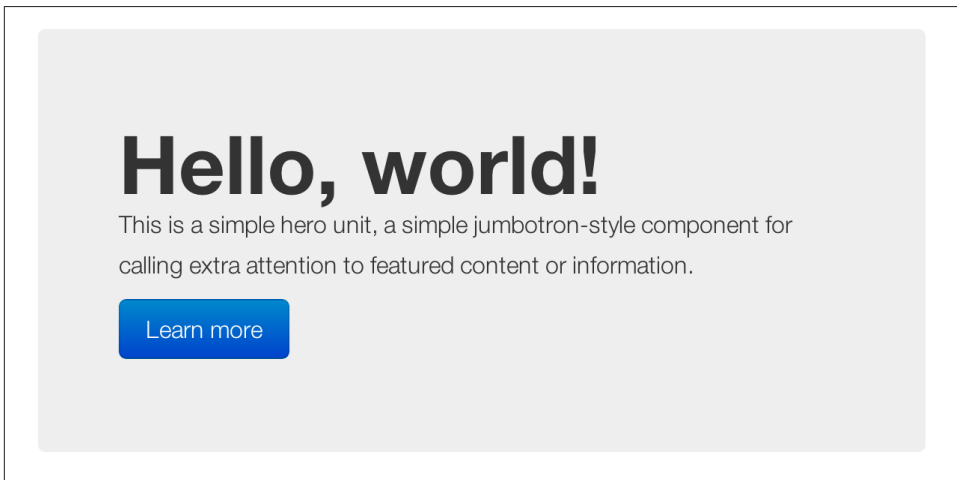 Hello, world!
This is a simple hero unit, a simple jumbotron-style component for
calling extra attention to featured content or information.
Learn more